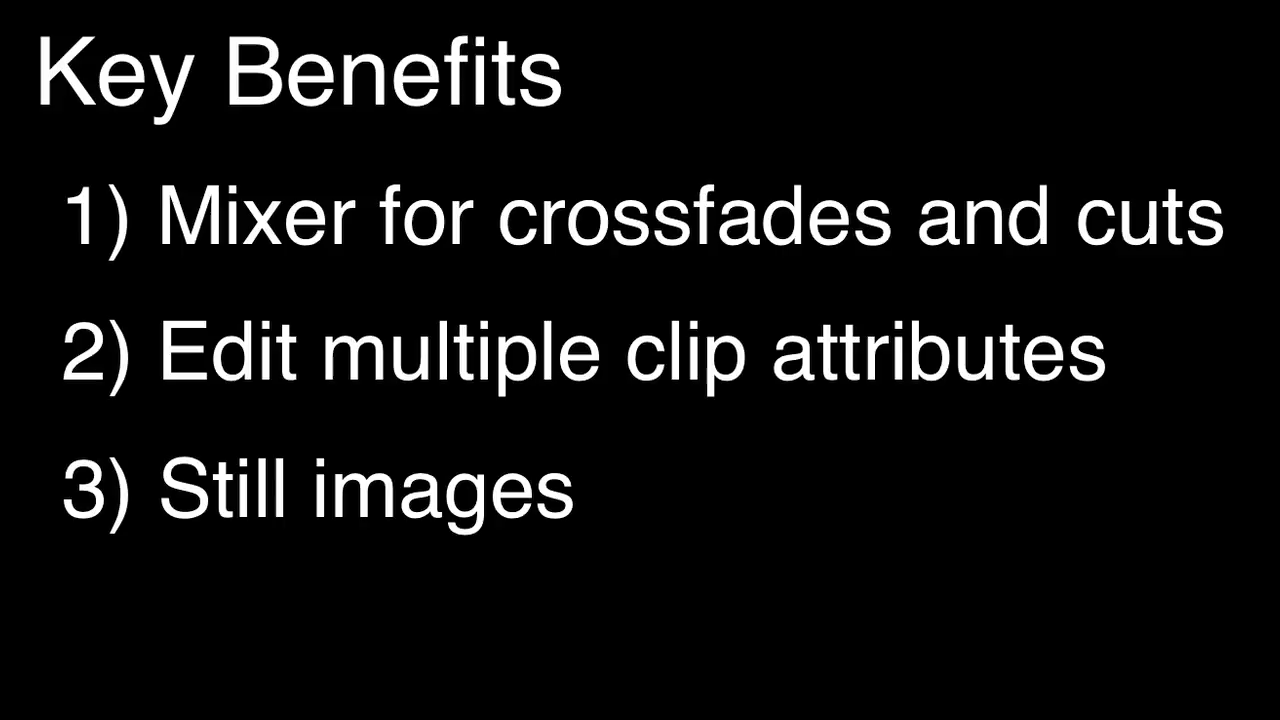 Key Benefits
1) Mixer for crossfades and cuts
2) Edit multiple clip attributes
3) Still images